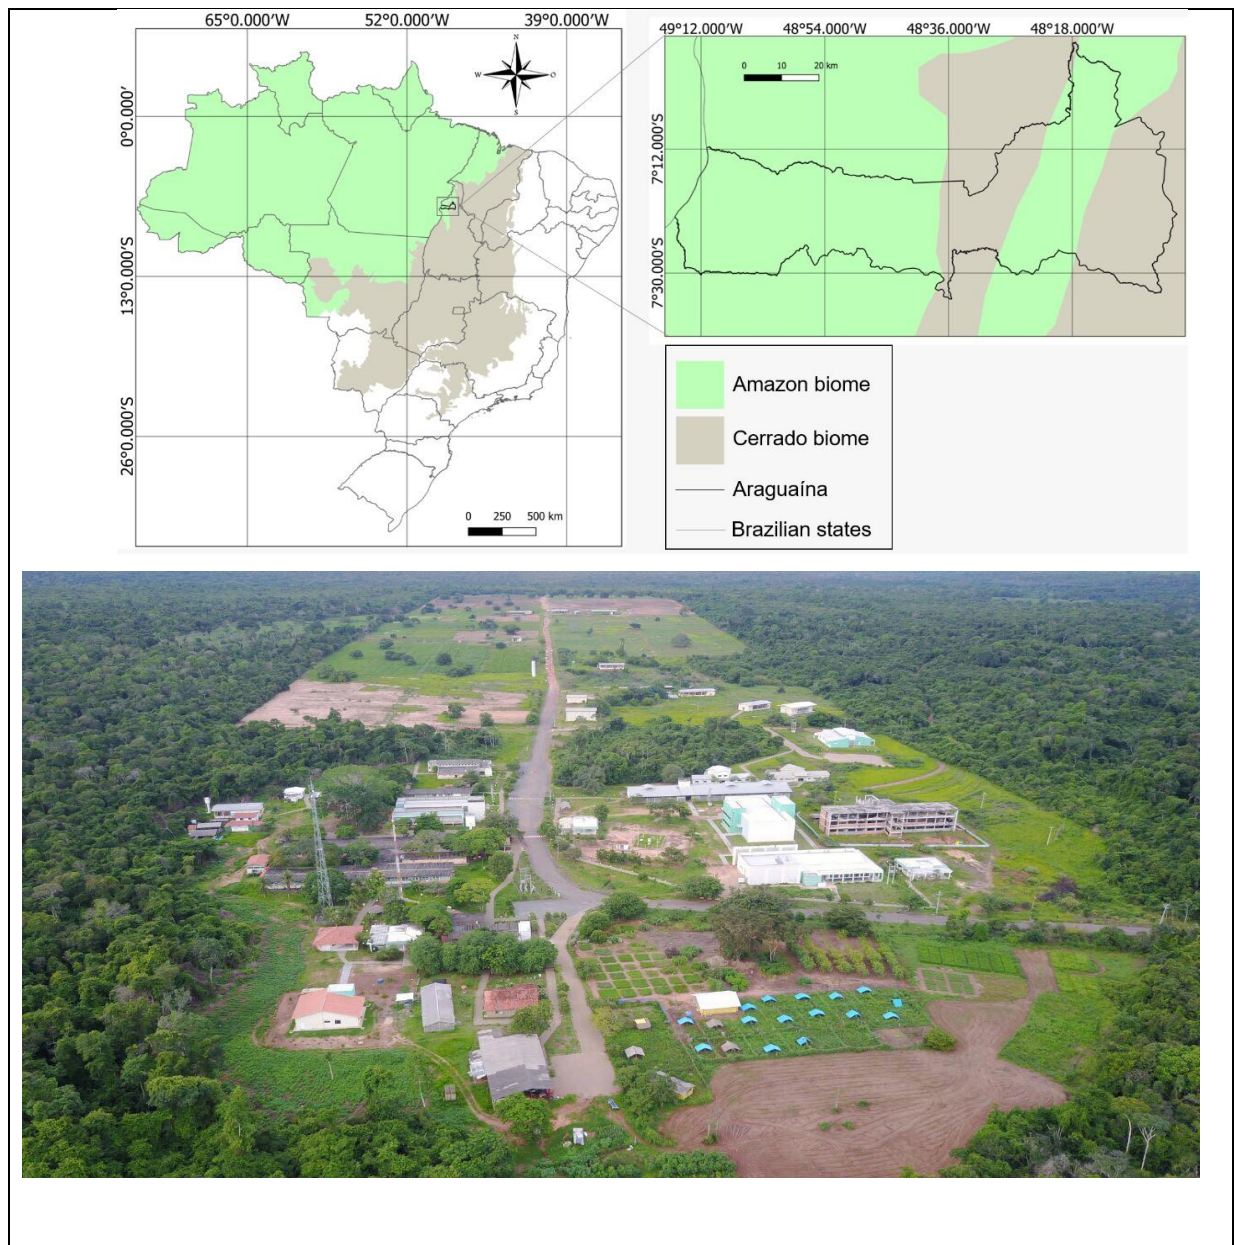 65°0.000'W 52°0.000'W 39°0.000'W
0°0.000'
13°0.000'S
26°0.000'S
N
W O
S
0 250 500 km
49°12.000'W 48°54.000'W 48°36.000'W 48°18.000'W
7°12.000'S
7°30.000'S
0 10 20 km
Amazon biome
Cerrado biome
Araguaína
Brazilian states